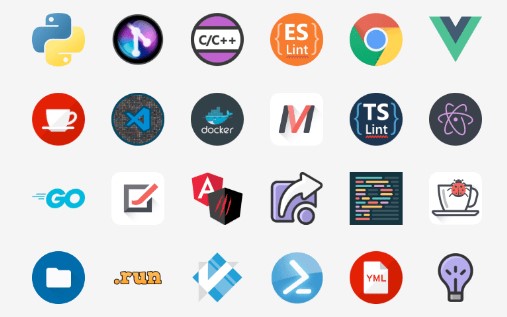 C/C++
{ES}
Lint
docker
{TS}
Lint
GO
A
.run
YML